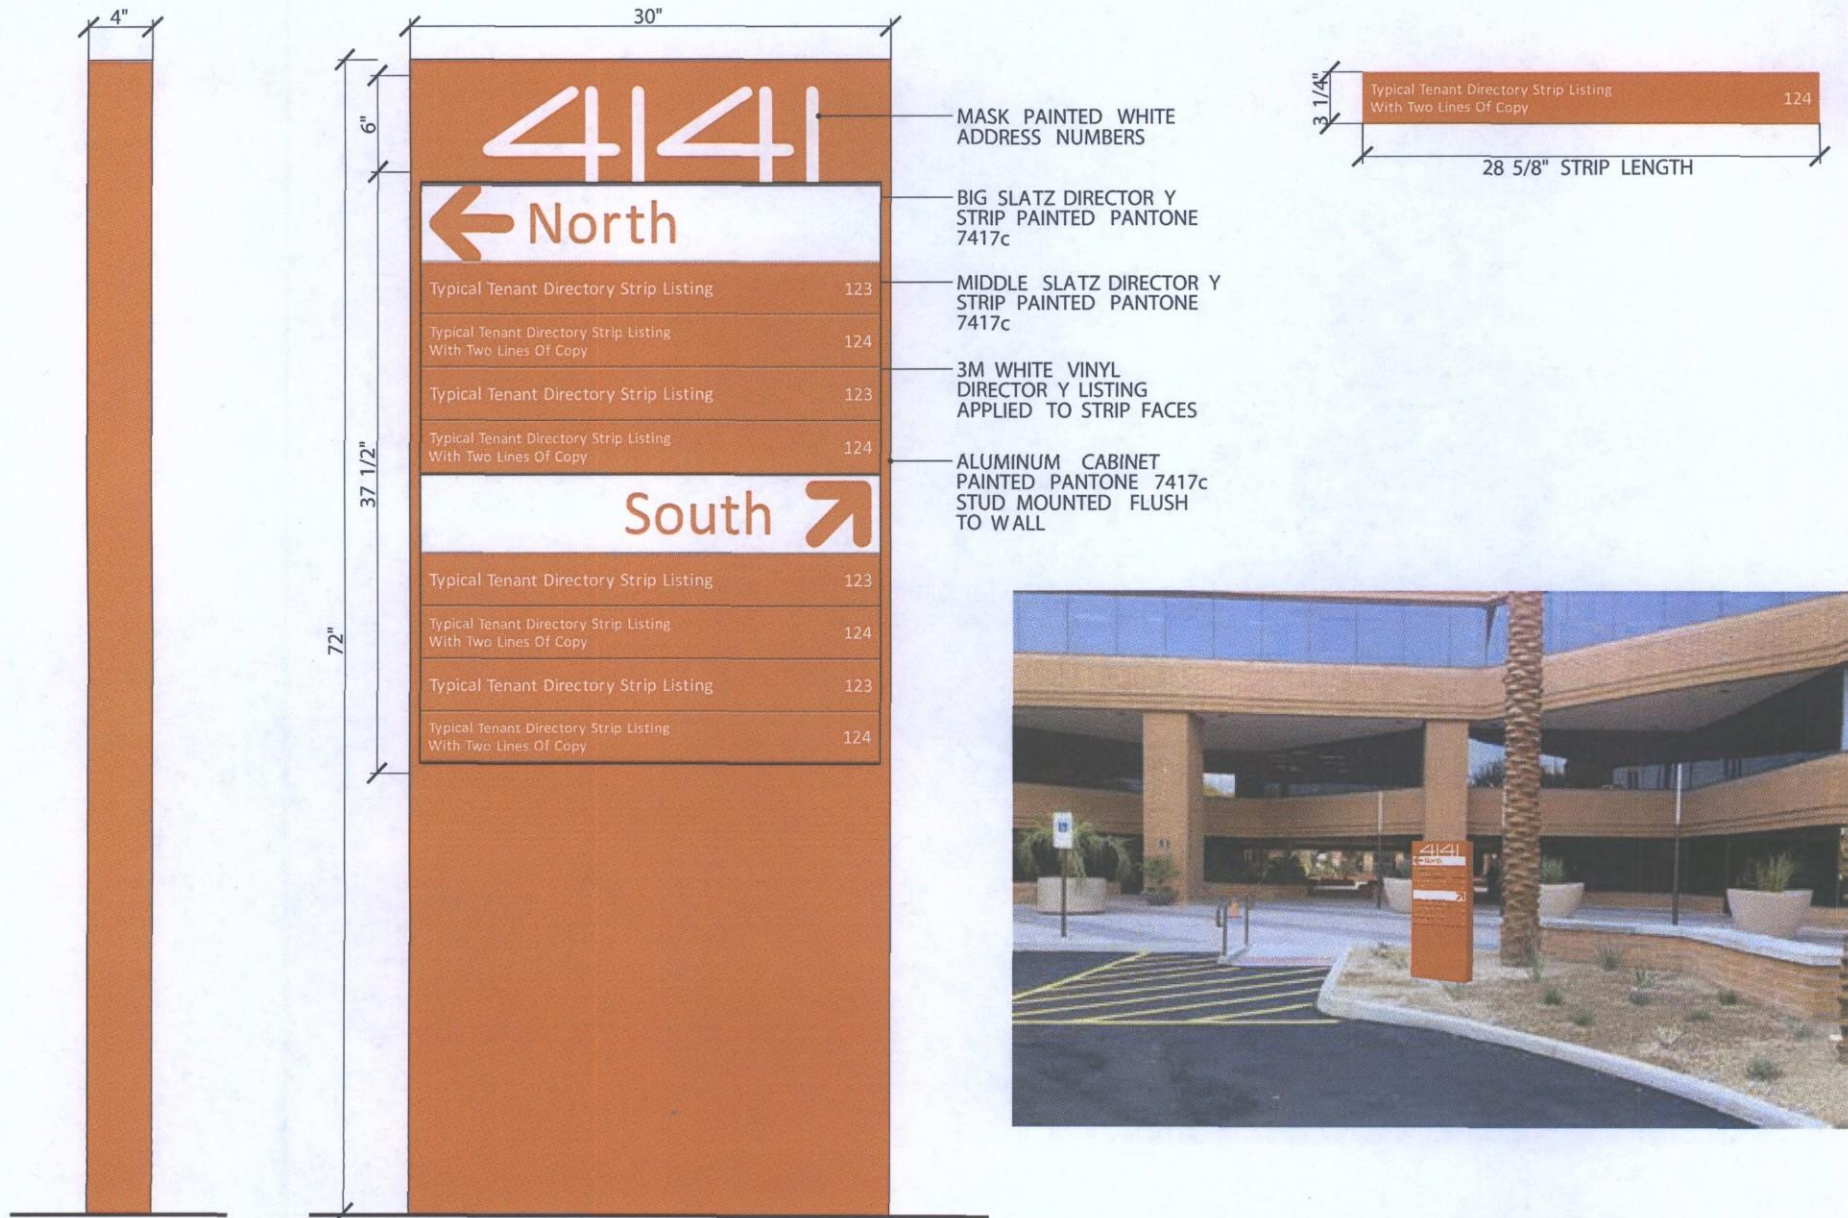 4"
30"
6"
37 1/2"
72"
4141
← North
Typical Tenant Directory Strip Listing 123
Typical Tenant Directory Strip Listing
With Two Lines Of Copy 124
Typical Tenant Directory Strip Listing 123
Typical Tenant Directory Strip Listing
With Two Lines Of Copy 124
South
Typical Tenant Directory Strip Listing 123
Typical Tenant Directory Strip Listing
With Two Lines Of Copy 124
Typical Tenant Directory Strip Listing 123
Typical Tenant Directory Strip Listing
With Two Lines Of Copy 124
MASK PAINTED WHITE
ADDRESS NUMBERS
BIG SLATZ DIRECTOR Y
STRIP PAINTED PANTONE
7417c
MIDDLE SLATZ DIRECTOR Y
STRIP PAINTED PANTONE
7417c
3M WHITE VINYL
DIRECTOR Y LISTING
APPLIED TO STRIP FACES
ALUMINUM CABINET
PAINTED PANTONE 7417c
STUD MOUNTED FLUSH
TO WALL
3 1/4"
Typical Tenant Directory Strip Listing
With Two Lines Of Copy 124
28 5/8" STRIP LENGTH
4141
North